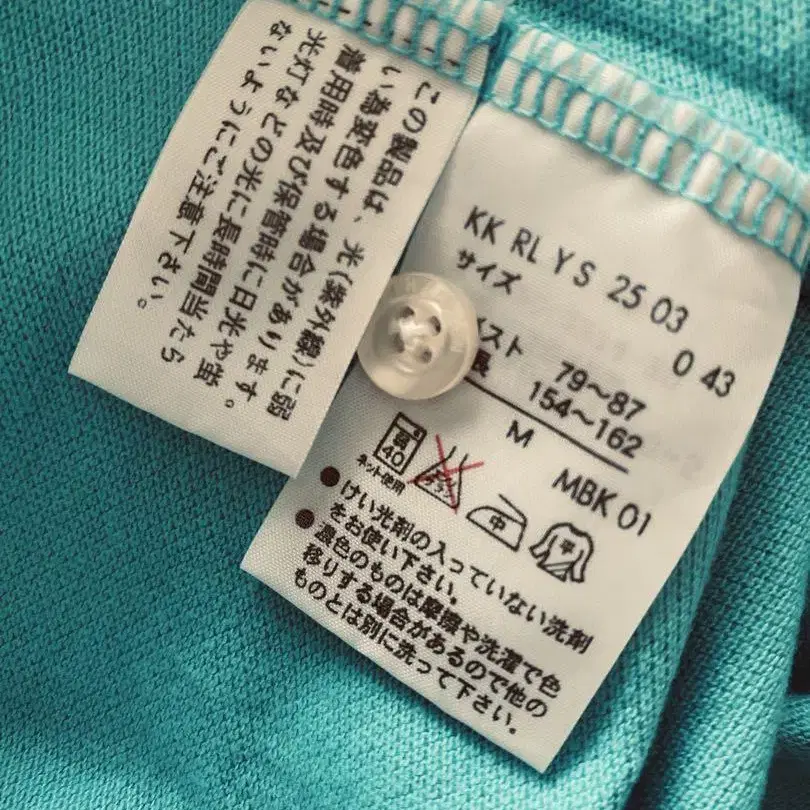 この製品は、光(紫外線)に弱
い為変色する場合があります。
着用時及び保管時に日光や蛍
光灯などの光に長時間当たら
ないようにご注意下さい。
KK RL Y S 25 03
サイズ 0 43
スト 79〜87
長 154〜162
M
MBK 01
弱
40
ネット使用
中
平
●けい光剤の入っていない洗剤
をお使い下さい。
●濃色のものは摩擦や洗濯で色
移りする場合があるので他の
ものとは別に洗って下さい。